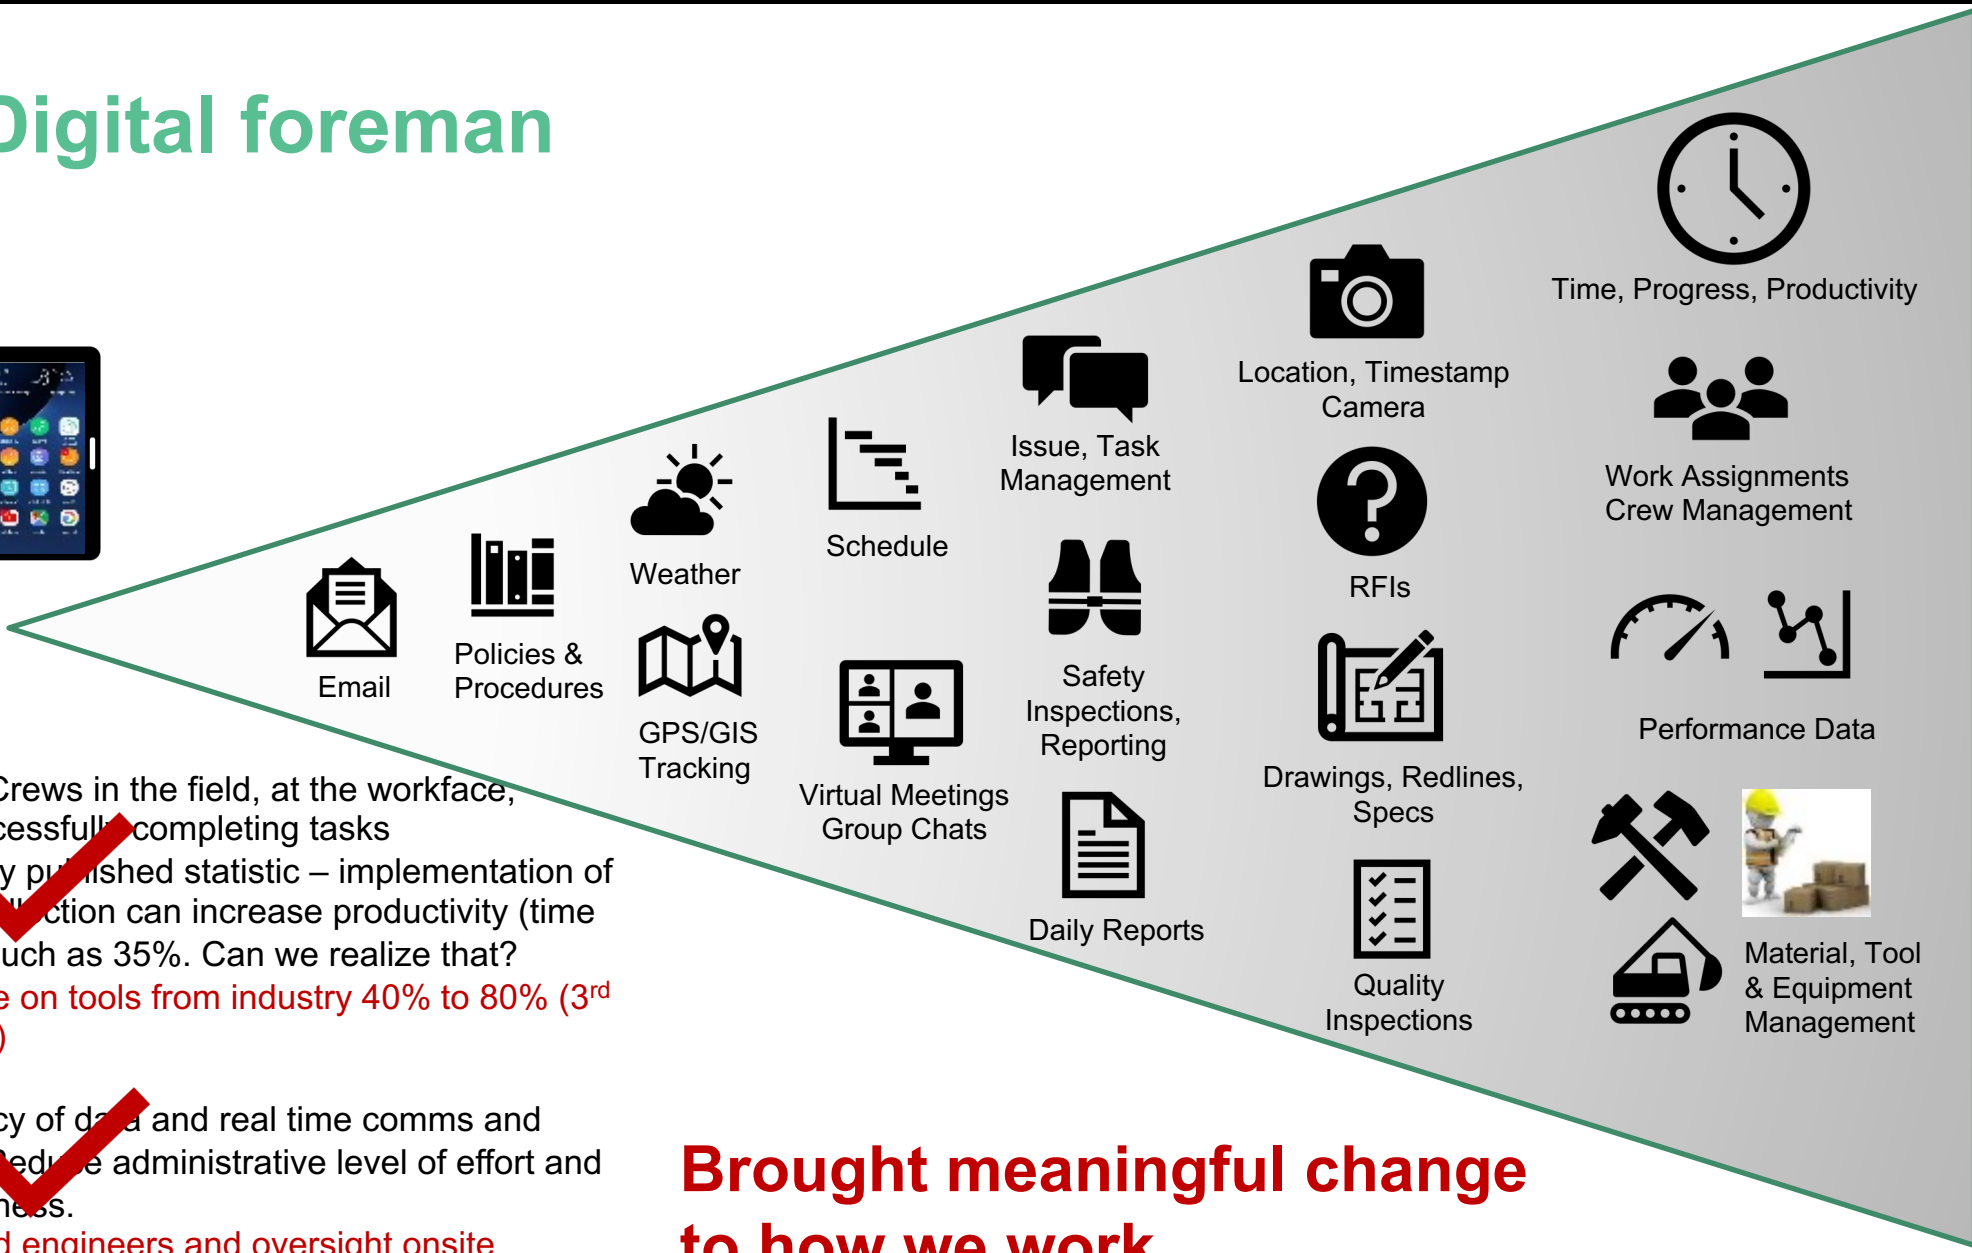 Digital foreman
Time, Progress, Productivity
Location, Timestamp
Camera
Issue, Task
Management
Work Assignments
Crew Management
Schedule
Weather
RFIs
Policies &
Procedures
Email
GPS/GIS
Tracking
Safety
Inspections,
Reporting
Performance Data
Virtual Meetings
Group Chats
Drawings, Redlines,
Specs
Daily Reports
Quality
Inspections
Material, Tool
& Equipment
Management
Crews in the field, at the workface,
completing tasks
statistic – implementation of
can increase productivity (time
as 35%. Can we realize that?
on tools from industry 40% to 80% (3rd
)
of data and real time comms and
Reduce administrative level of effort and
engineers and oversight onsite
Brought meaningful change
to how we work